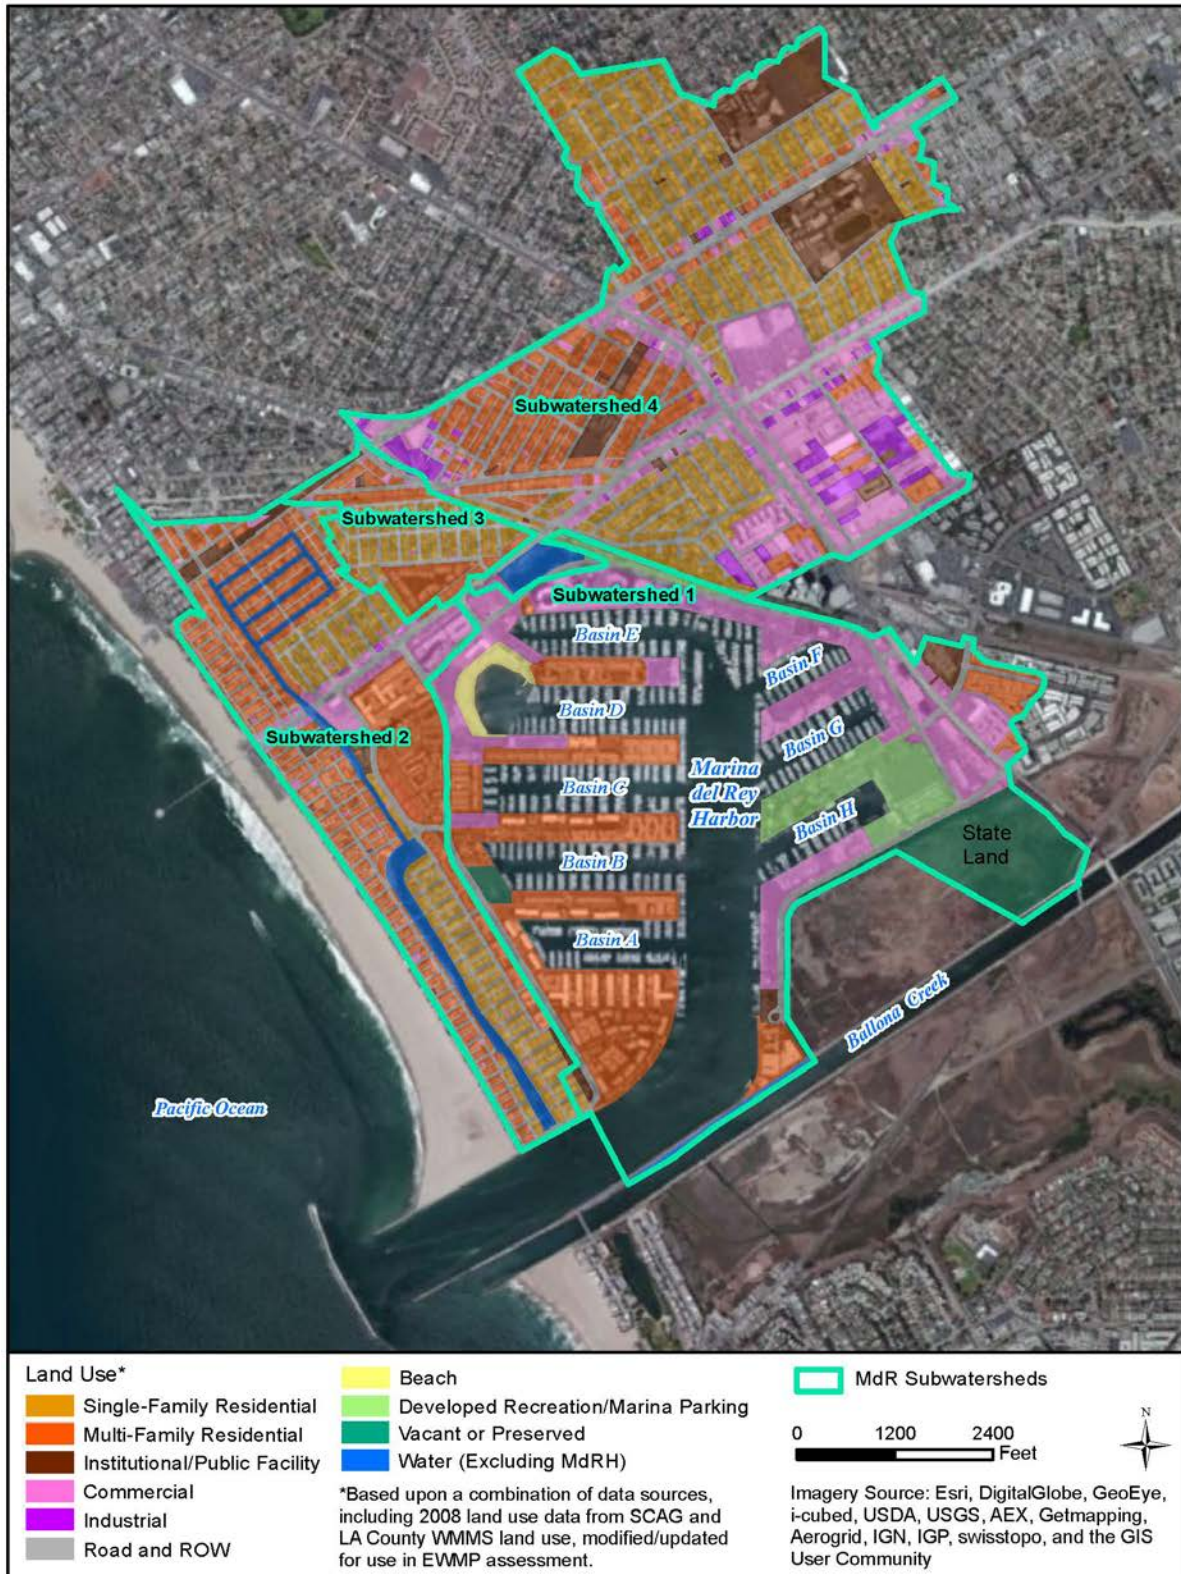 Subwatershed 4
Subwatershed 3
Subwatershed 1
Basin E
Basin F
Basin D
Subwatershed 2
Basin G
Marina
del Rey
Harbor
Basin C
Basin H
State
Land
Basin B
Basin A
Ballona Creek
Pacific Ocean
Land Use*
Single-Family Residential
Multi-Family Residential
Institutional/Public Facility
Commercial
Industrial
Road and ROW
Beach
Developed Recreation/Marina Parking
Vacant or Preserved
Water (Excluding MdRH)
*Based upon a combination of data sources,
including 2008 land use data from SCAG and
LA County WMMS land use, modified/updated
for use in EWMP assessment.
MdR Subwatersheds
0 1200 2400
Feet
N
Imagery Source: Esri, DigitalGlobe, GeoEye,
i-cubed, USDA, USGS, AEX, Getmapping,
Aerogrid, IGN, IGP, swisstopo, and the GIS
User Community